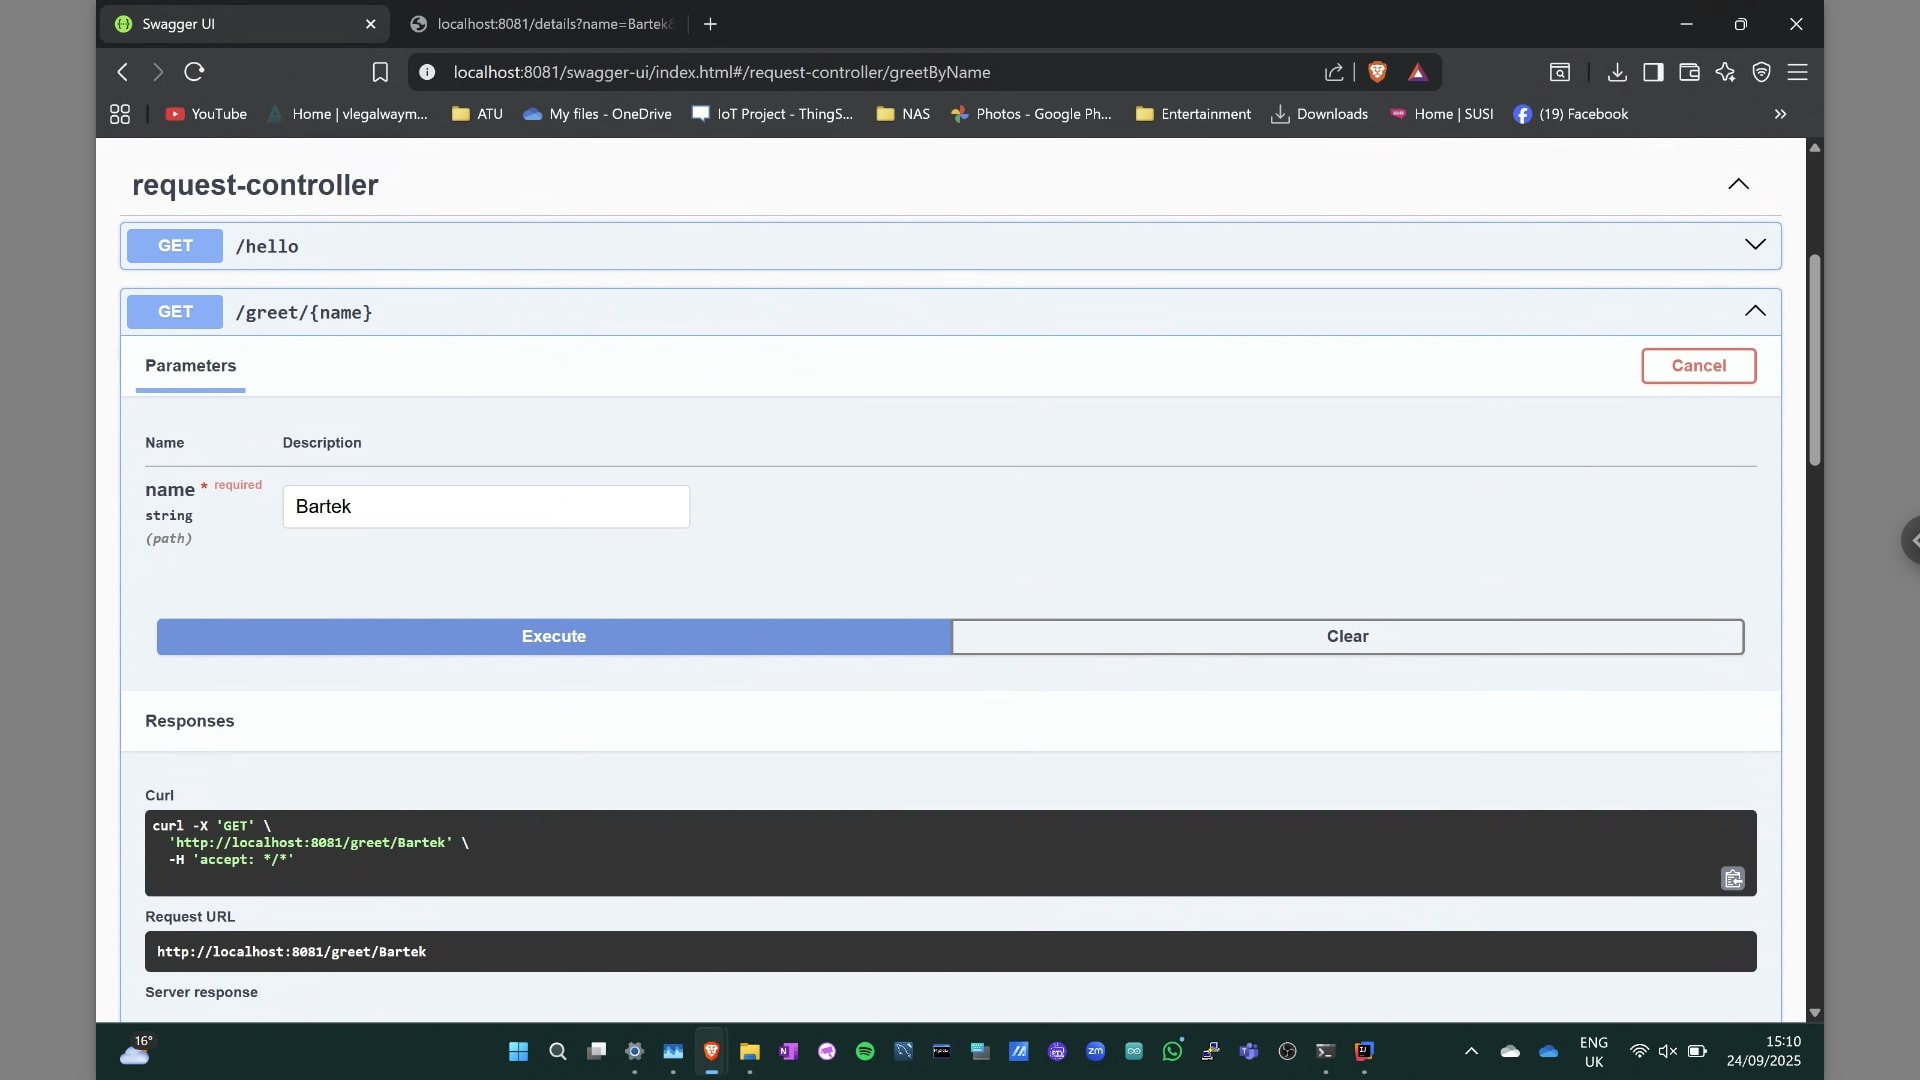 Swagger UI
localhost:8081/details?name=Bartek&
localhost:8081/swagger-ui/index.html#/request-controller/greetByName
YouTube
Home | vlegalwaym...
ATU
My files - OneDrive
IoT Project - ThingS...
NAS
Photos - Google Ph...
Entertainment
Downloads
Home | SUSI
(19) Facebook
request-controller
GET /hello
GET /greet/{name}
Parameters
Cancel
Name Description
name * required
string
(path)
Bartek
Execute
Clear
Responses
Curl
curl -X 'GET' \
'http://localhost:8081/greet/Bartek' \
-H 'accept: */*'
Request URL
http://localhost:8081/greet/Bartek
Server response
16°
zm
ENG
UK
15:10
24/09/2025